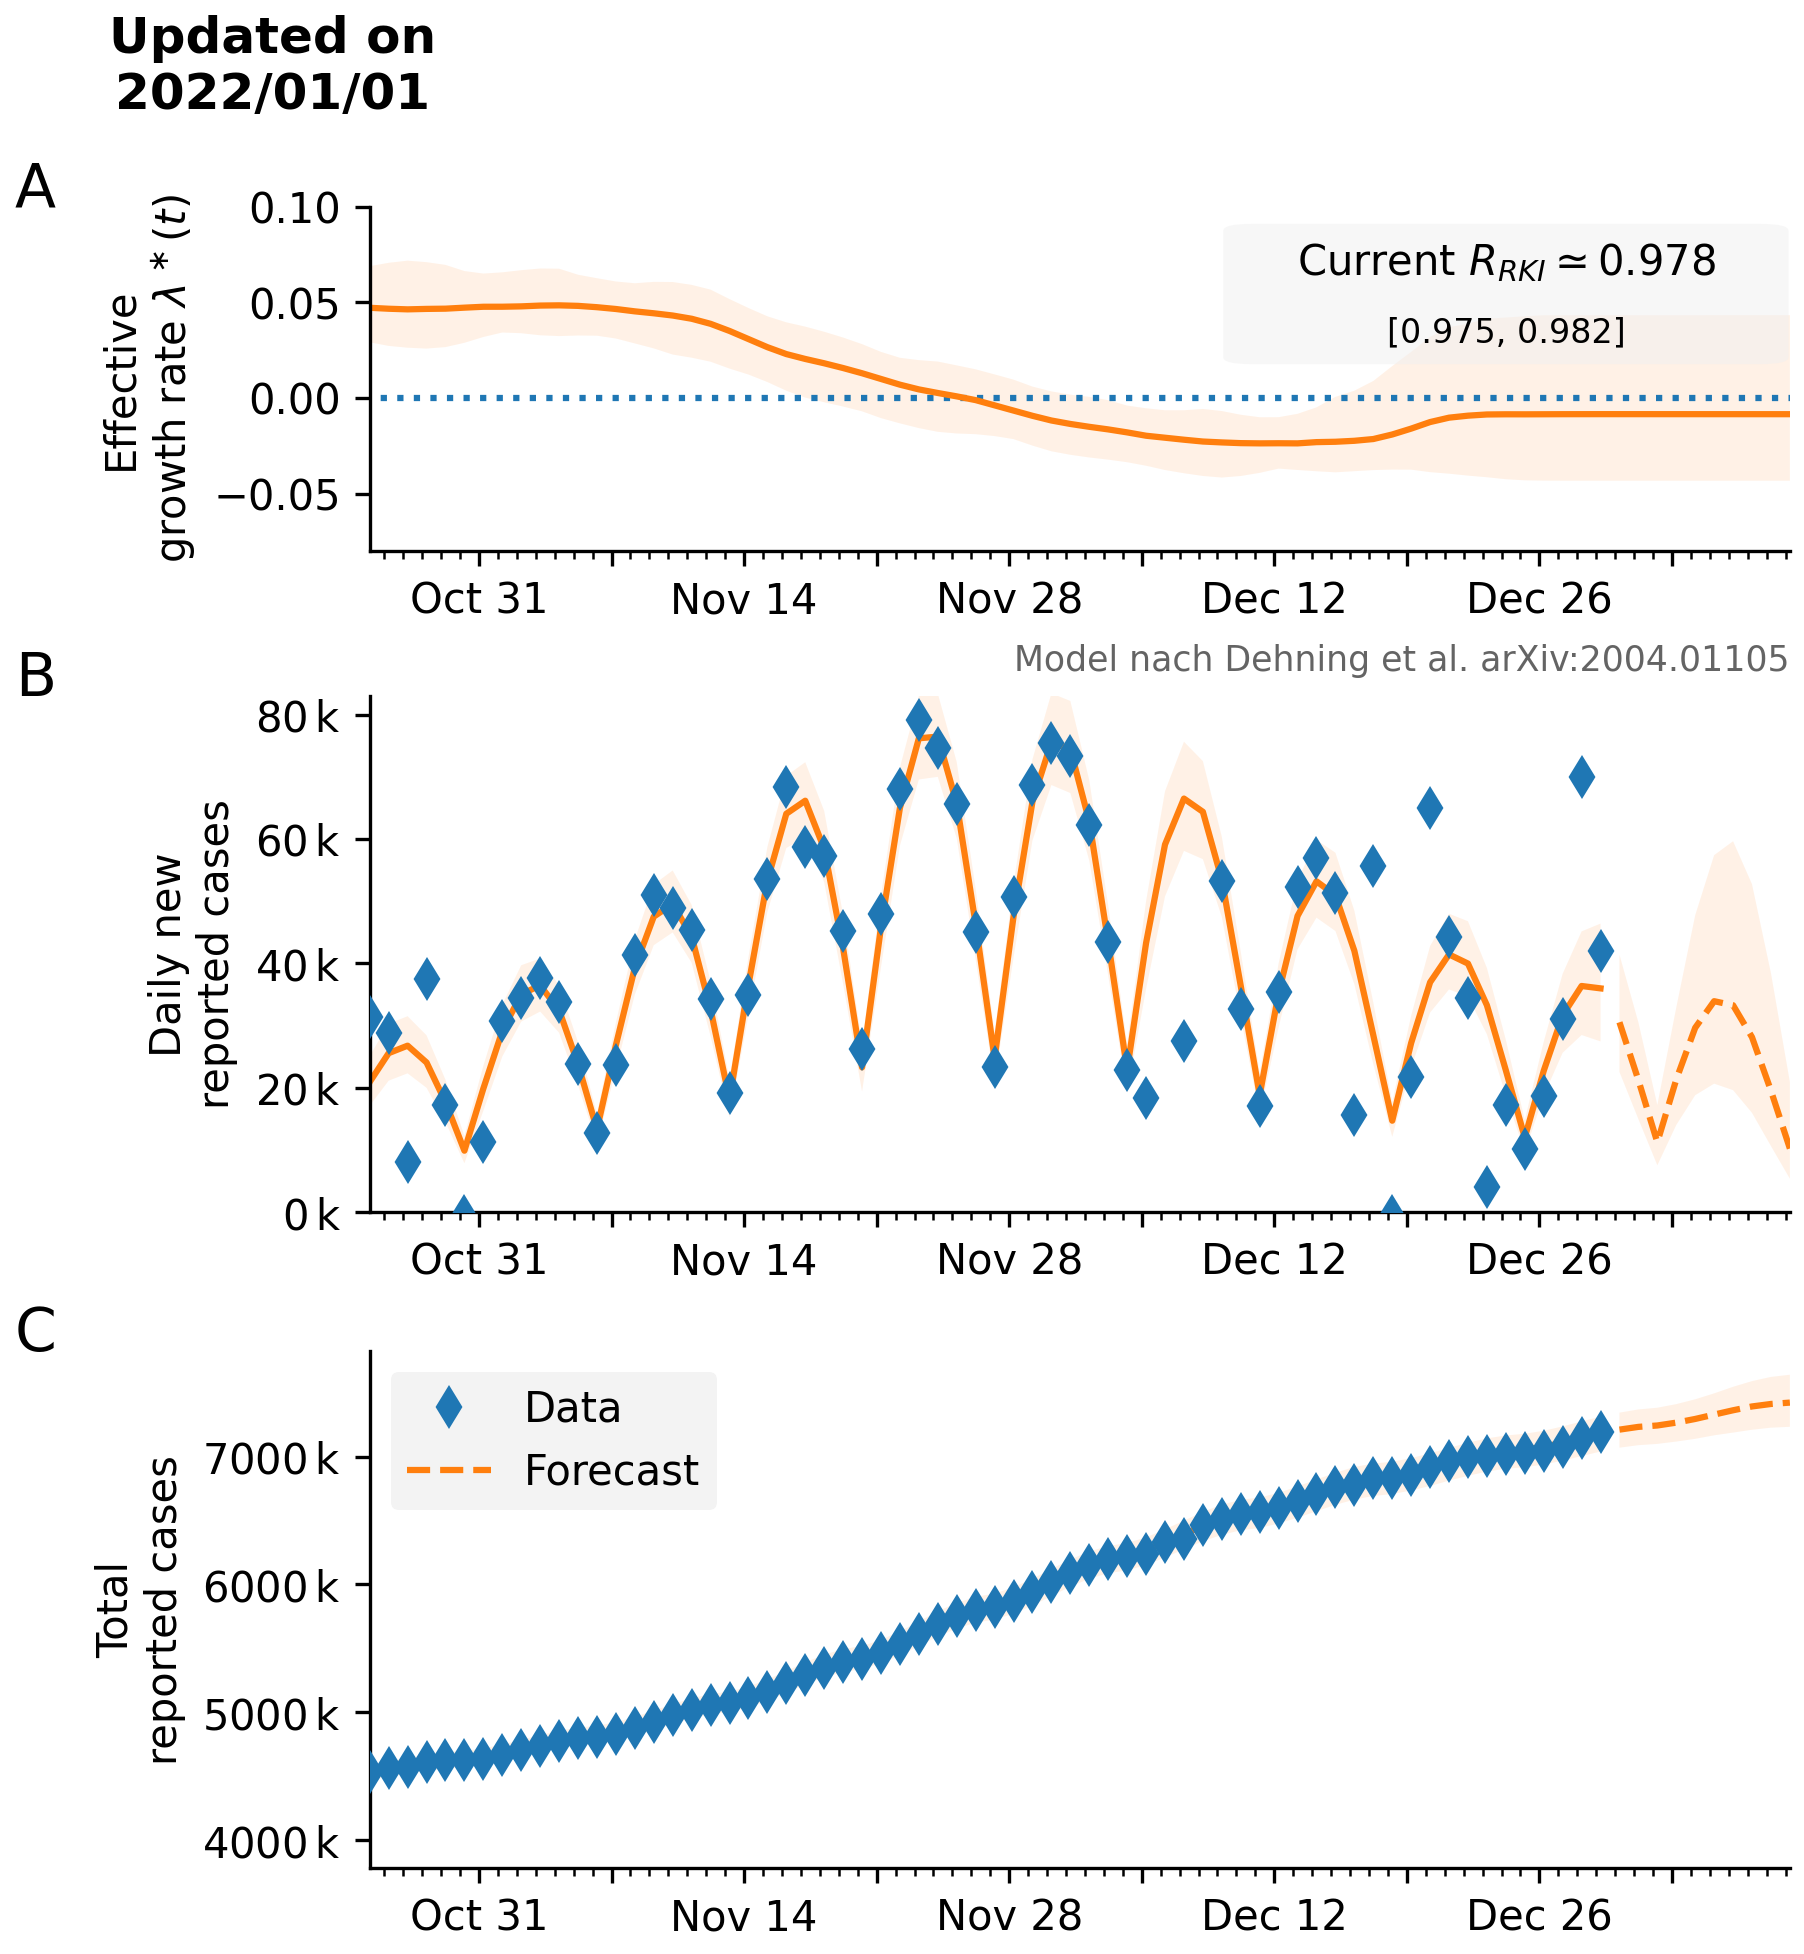 Updated on
2022/01/01
A
Effective
growth rate λ * (t)
0.10
0.05
0.00
−0.05
Current R_RKI ≃ 0.978
[0.975, 0.982]
Oct 31 Nov 14 Nov 28 Dec 12 Dec 26
Model nach Dehning et al. arXiv:2004.01105
B
Daily new
reported cases
80 k
60 k
40 k
20 k
0 k
Oct 31 Nov 14 Nov 28 Dec 12 Dec 26
C
Total
reported cases
Data
Forecast
7000 k
6000 k
5000 k
4000 k
Oct 31 Nov 14 Nov 28 Dec 12 Dec 26